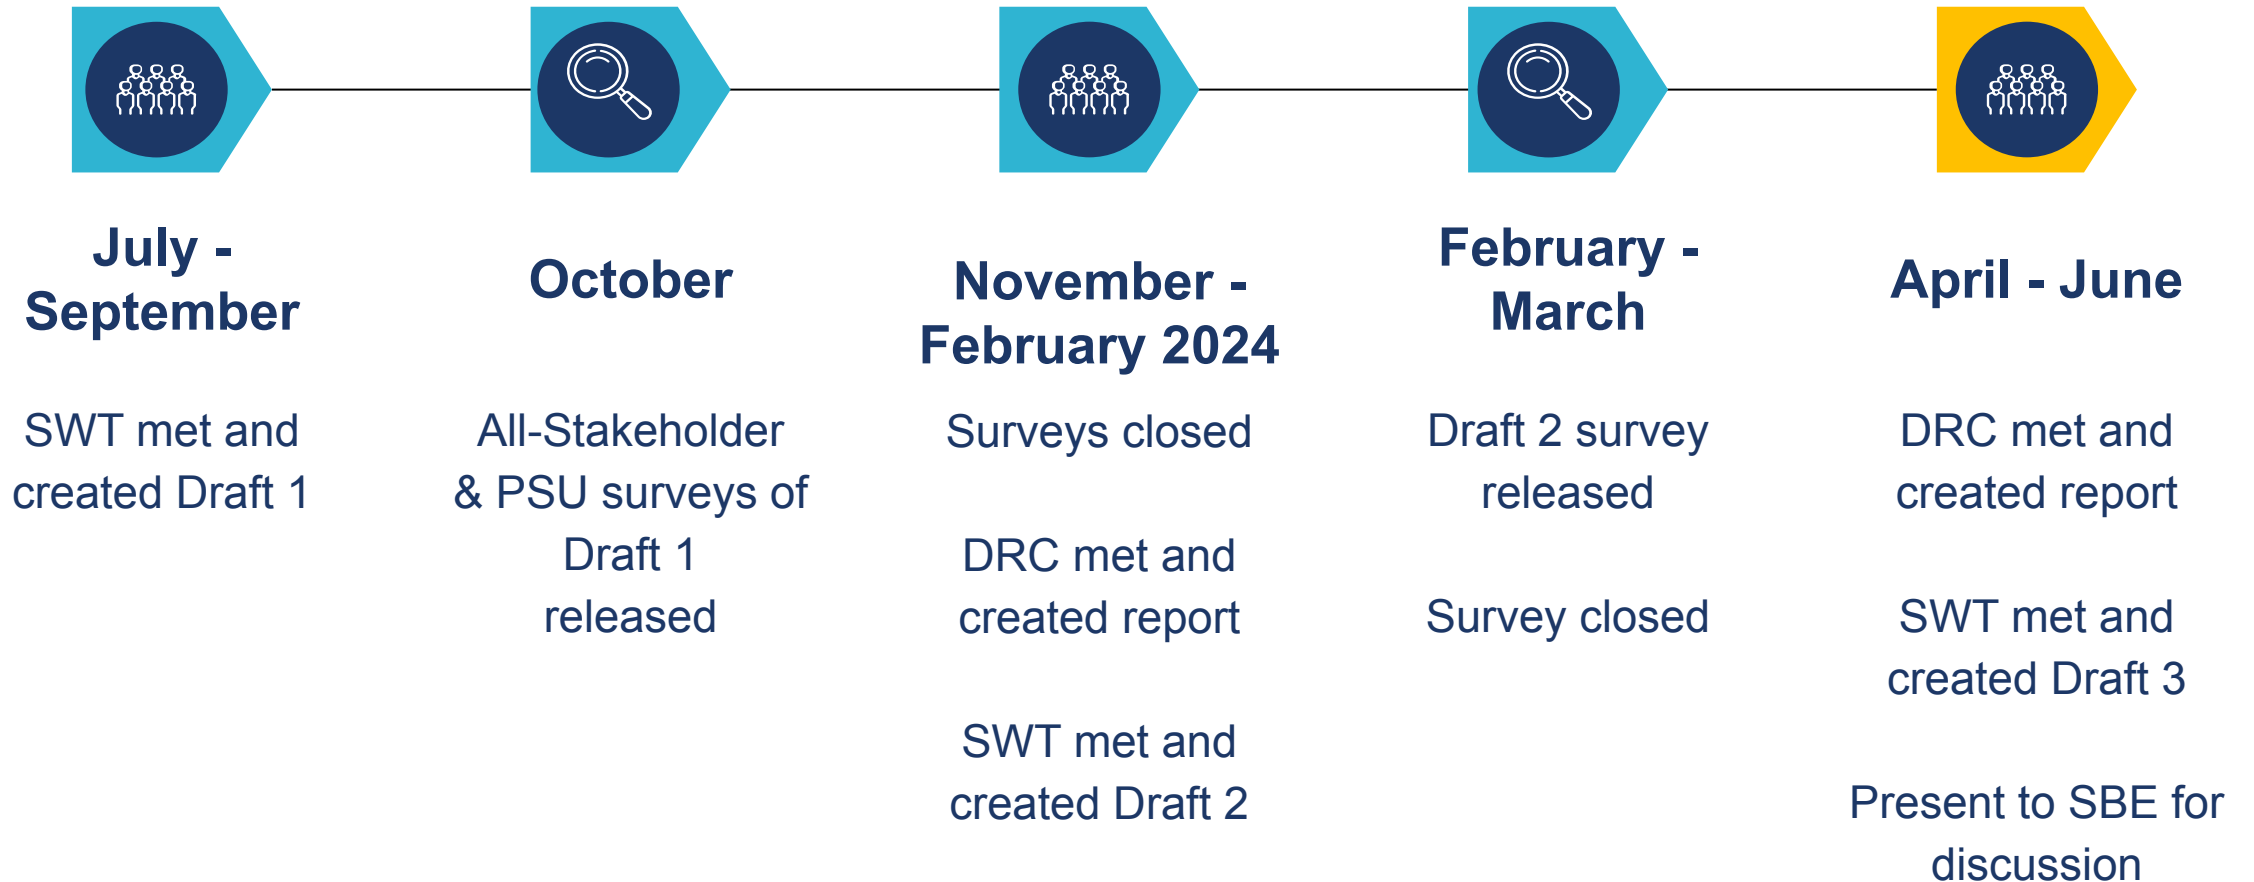 July -
September
SWT met and
created Draft 1
October
All-Stakeholder
& PSU surveys of
Draft 1
released
November -
February 2024
Surveys closed
DRC met and
created report
SWT met and
created Draft 2
February -
March
Draft 2 survey
released
Survey closed
April - June
DRC met and
created report
SWT met and
created Draft 3
Present to SBE for
discussion